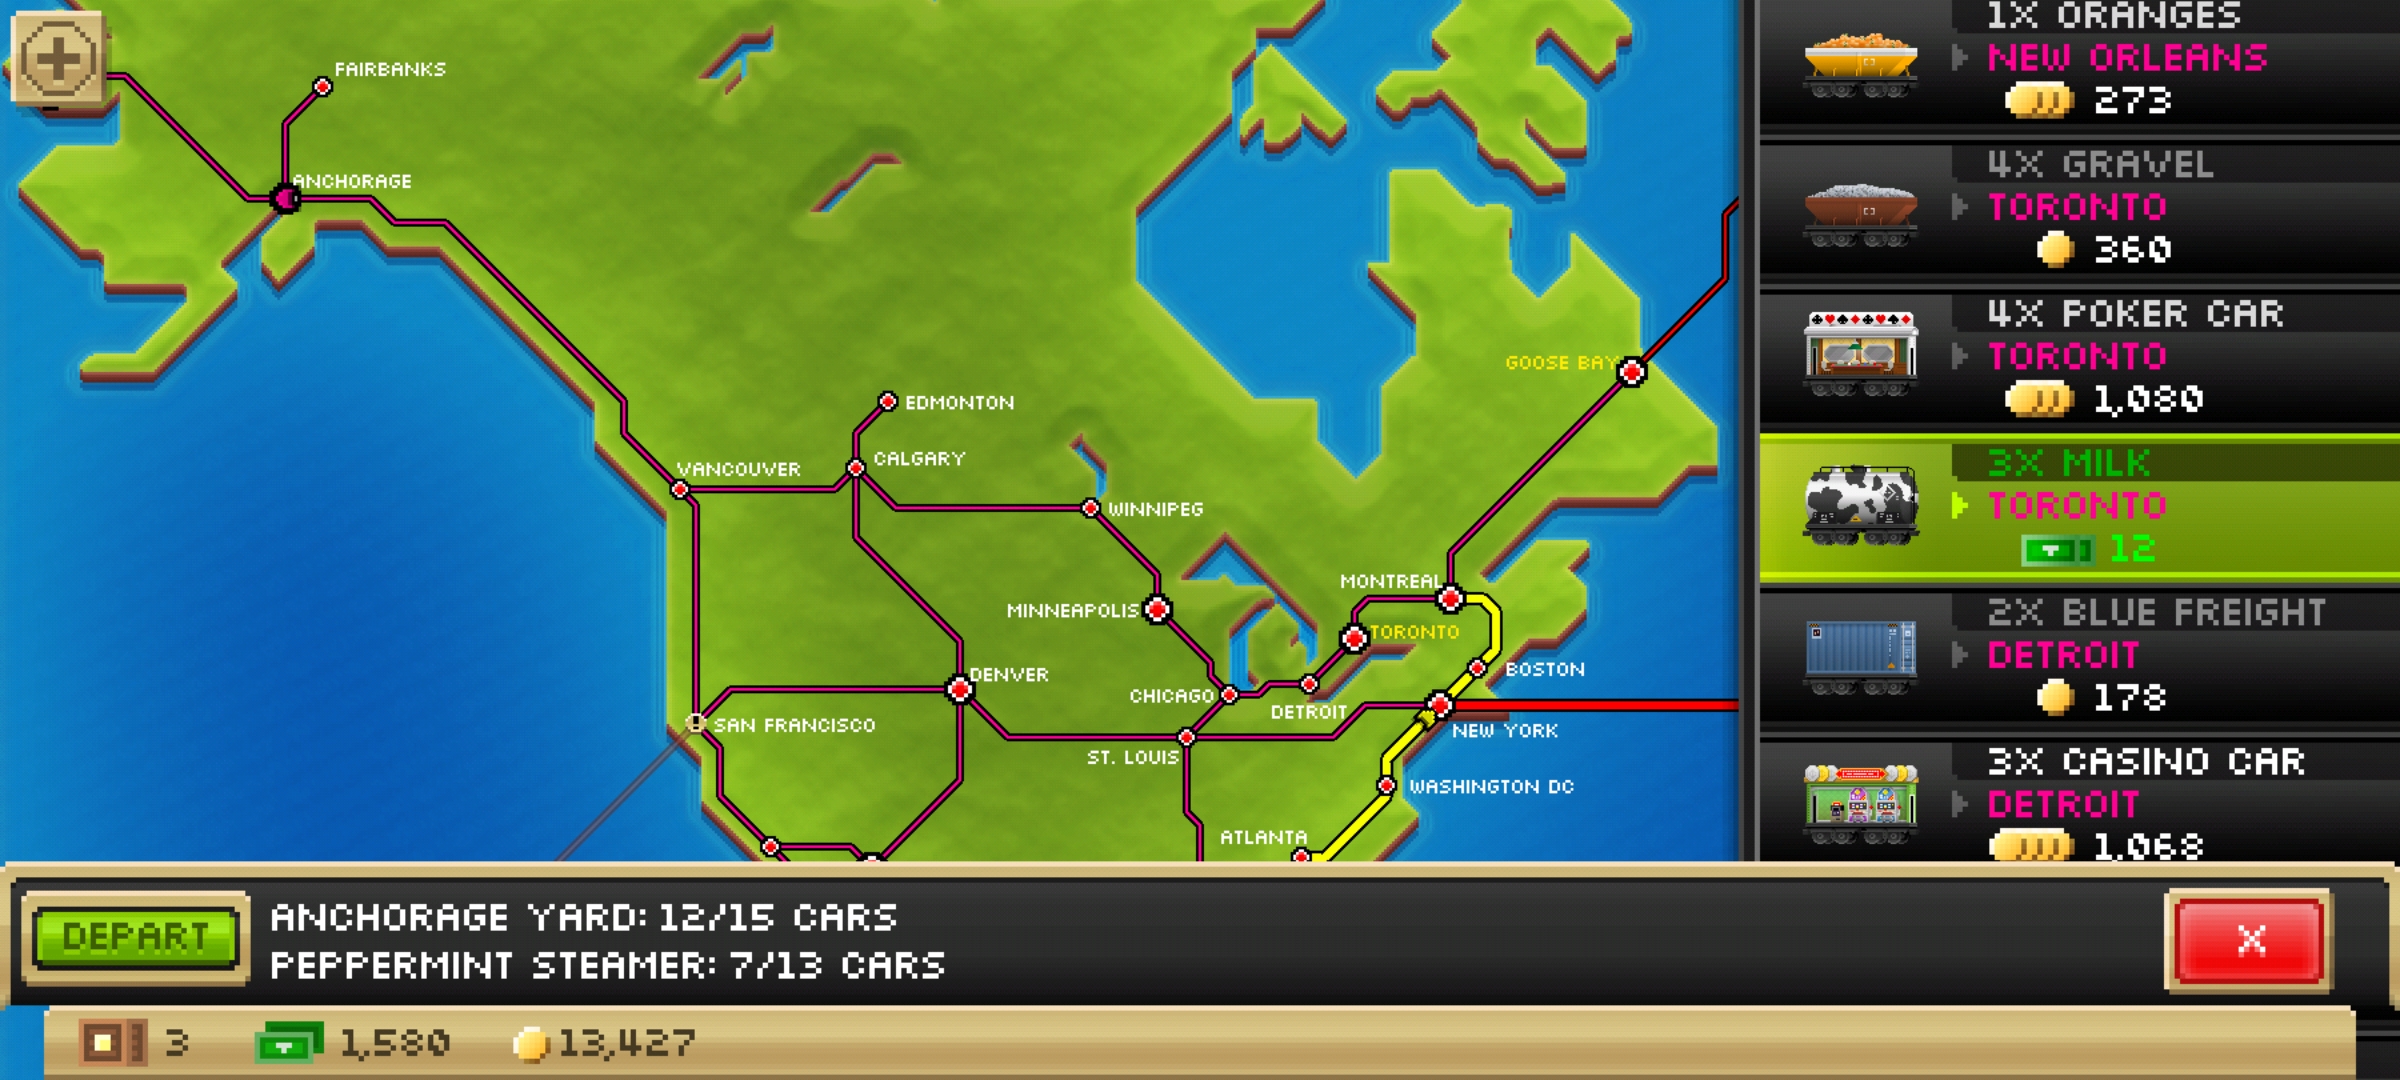 FAIRBANKS
ANCHORAGE
EDMONTON
CALGARY
VANCOUVER
WINNIPEG
GOOSE BAY
MINNEAPOLIS
MONTREAL
TORONTO
DENVER
CHICAGO
BOSTON
DETROIT
SAN FRANCISCO
NEW YORK
ST. LOUIS
WASHINGTON DC
ATLANTA
1X ORANGES
NEW ORLEANS
273
4X GRAVEL
TORONTO
360
4X POKER CAR
TORONTO
1,080
3X MILK
TORONTO
12
2X BLUE FREIGHT
DETROIT
178
3X CASINO CAR
DETROIT
1,068
DEPART
ANCHORAGE YARD: 12/15 CARS
PEPPERMINT STEAMER: 7/13 CARS
X
3 1,580 13,427